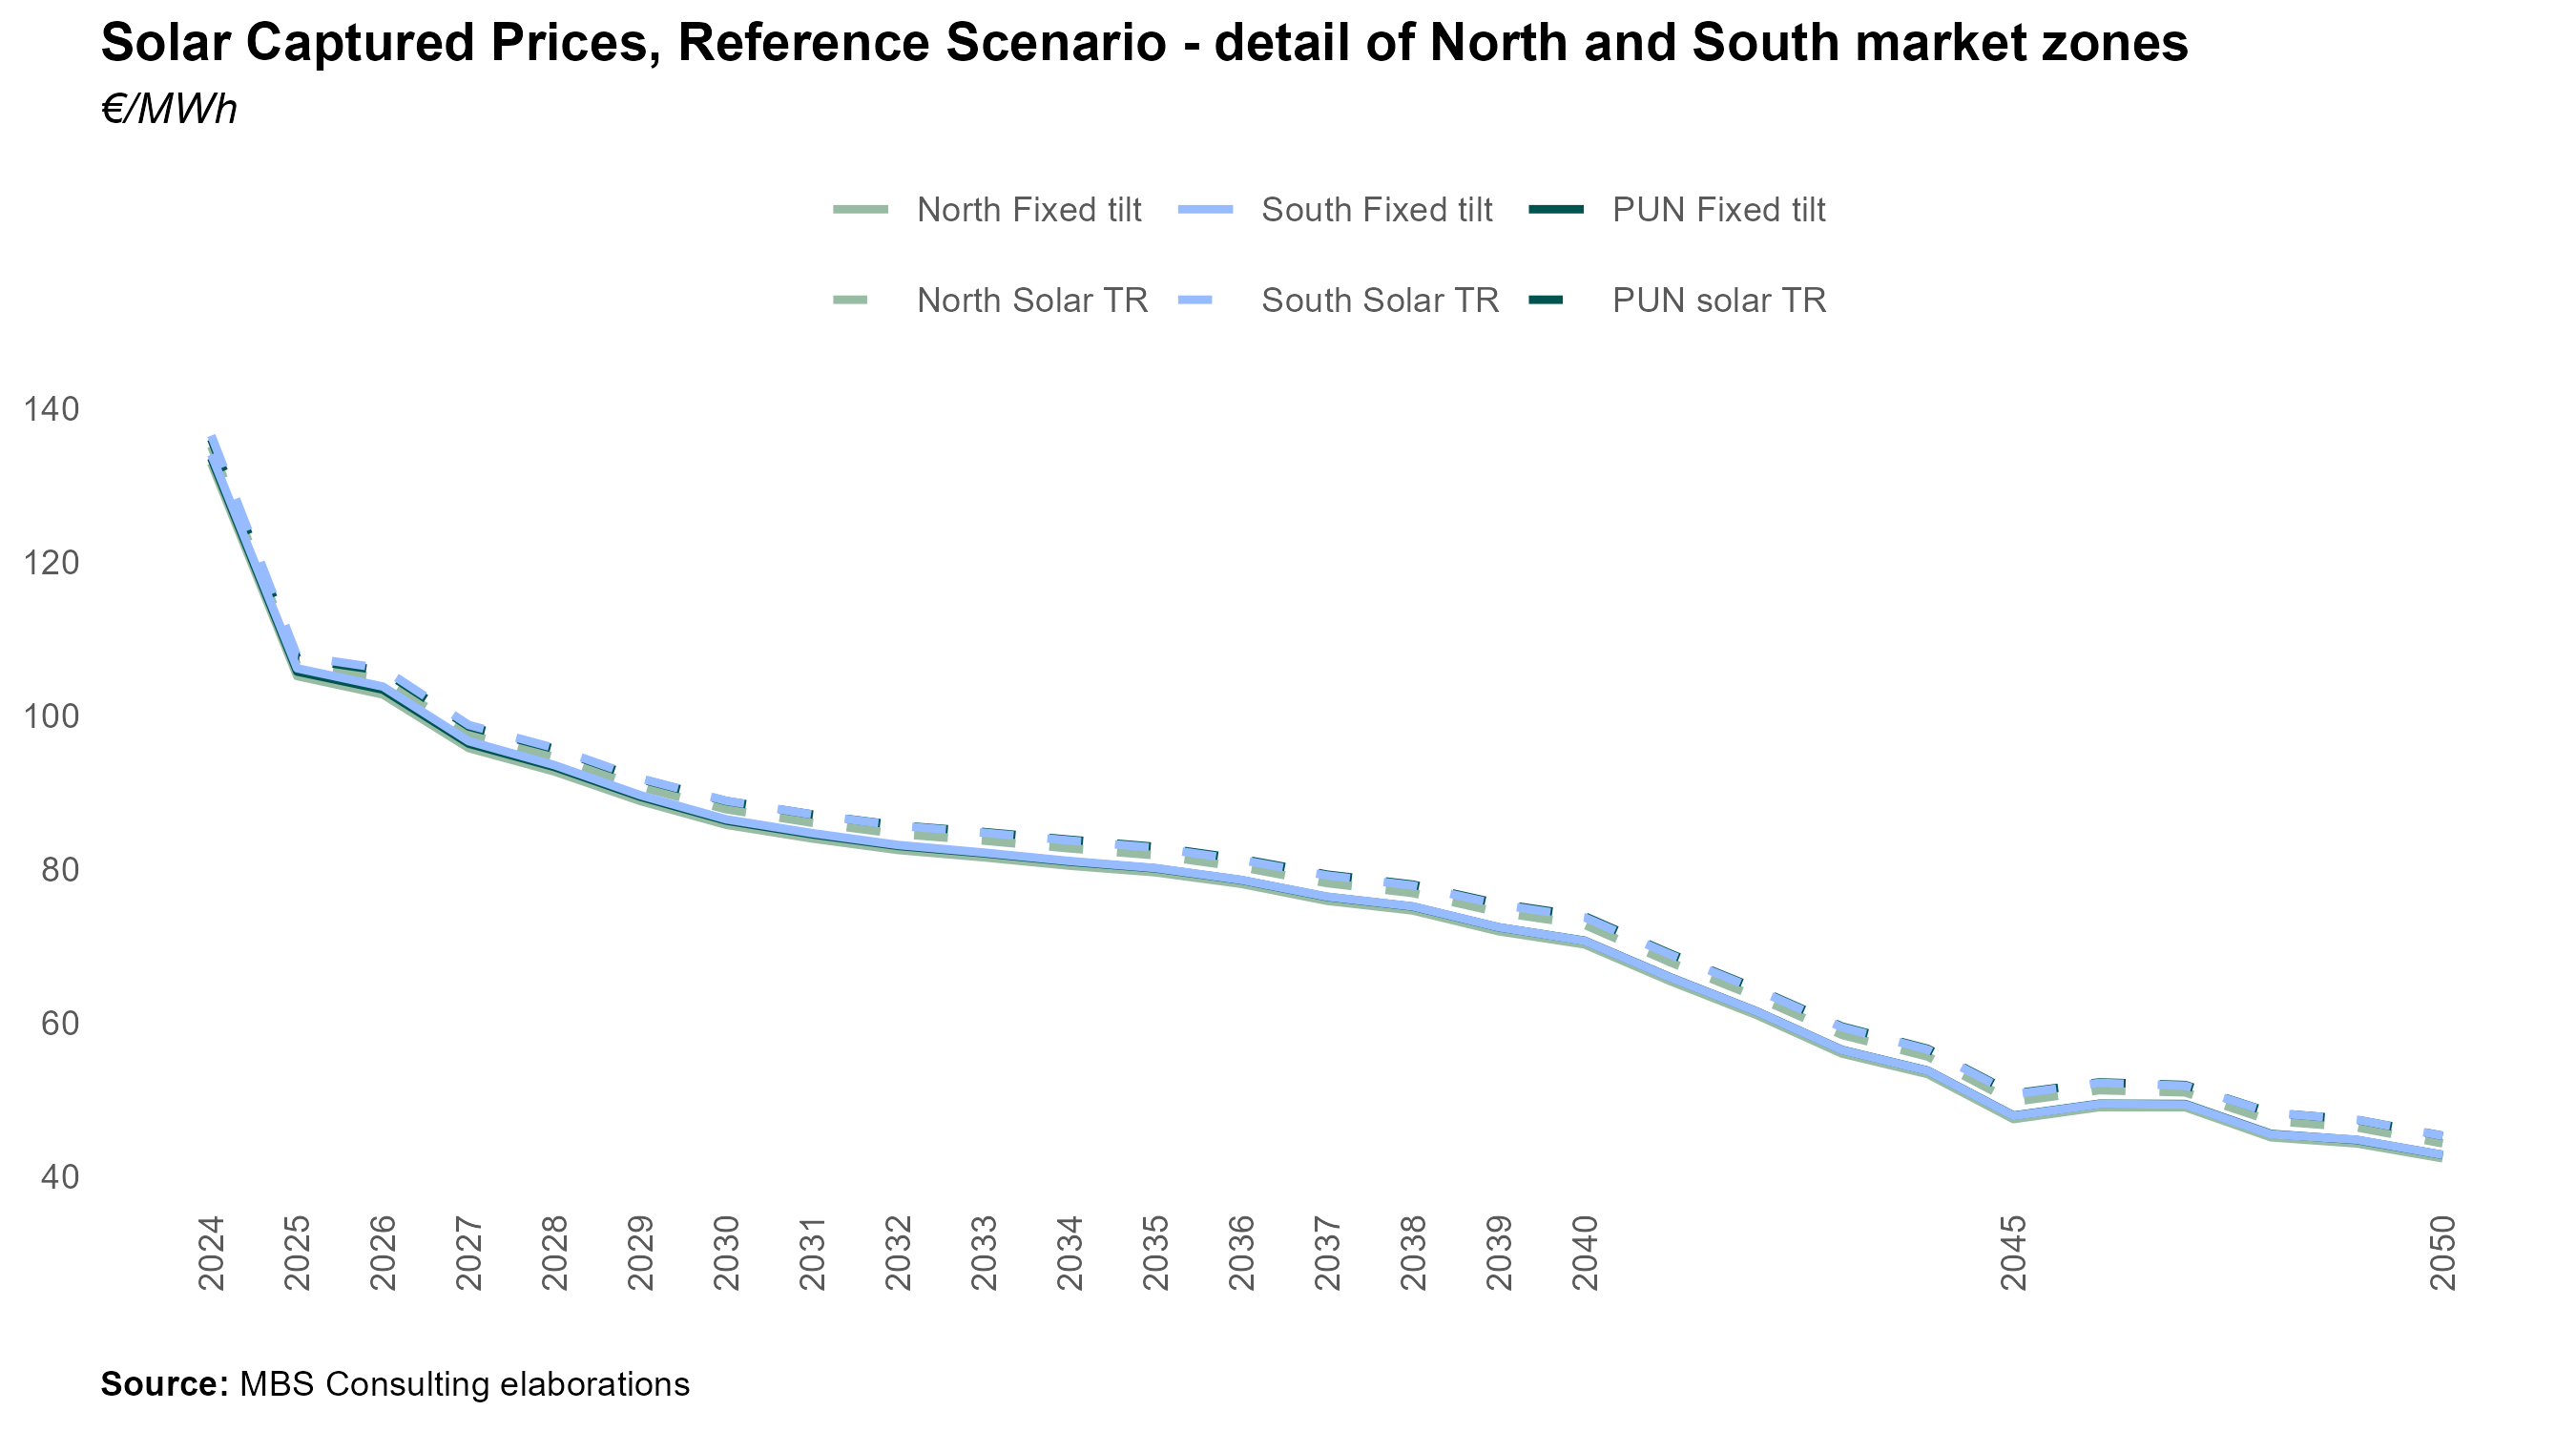 Solar Captured Prices, Reference Scenario - detail of North and South market zones
€/MWh
North Fixed tilt South Fixed tilt PUN Fixed tilt
North Solar TR South Solar TR PUN solar TR
140
120
100
80
60
40
2024 2025 2026 2027 2028 2029 2030 2031 2032 2033 2034 2035 2036 2037 2038 2039 2040 2045 2050
Source: MBS Consulting elaborations